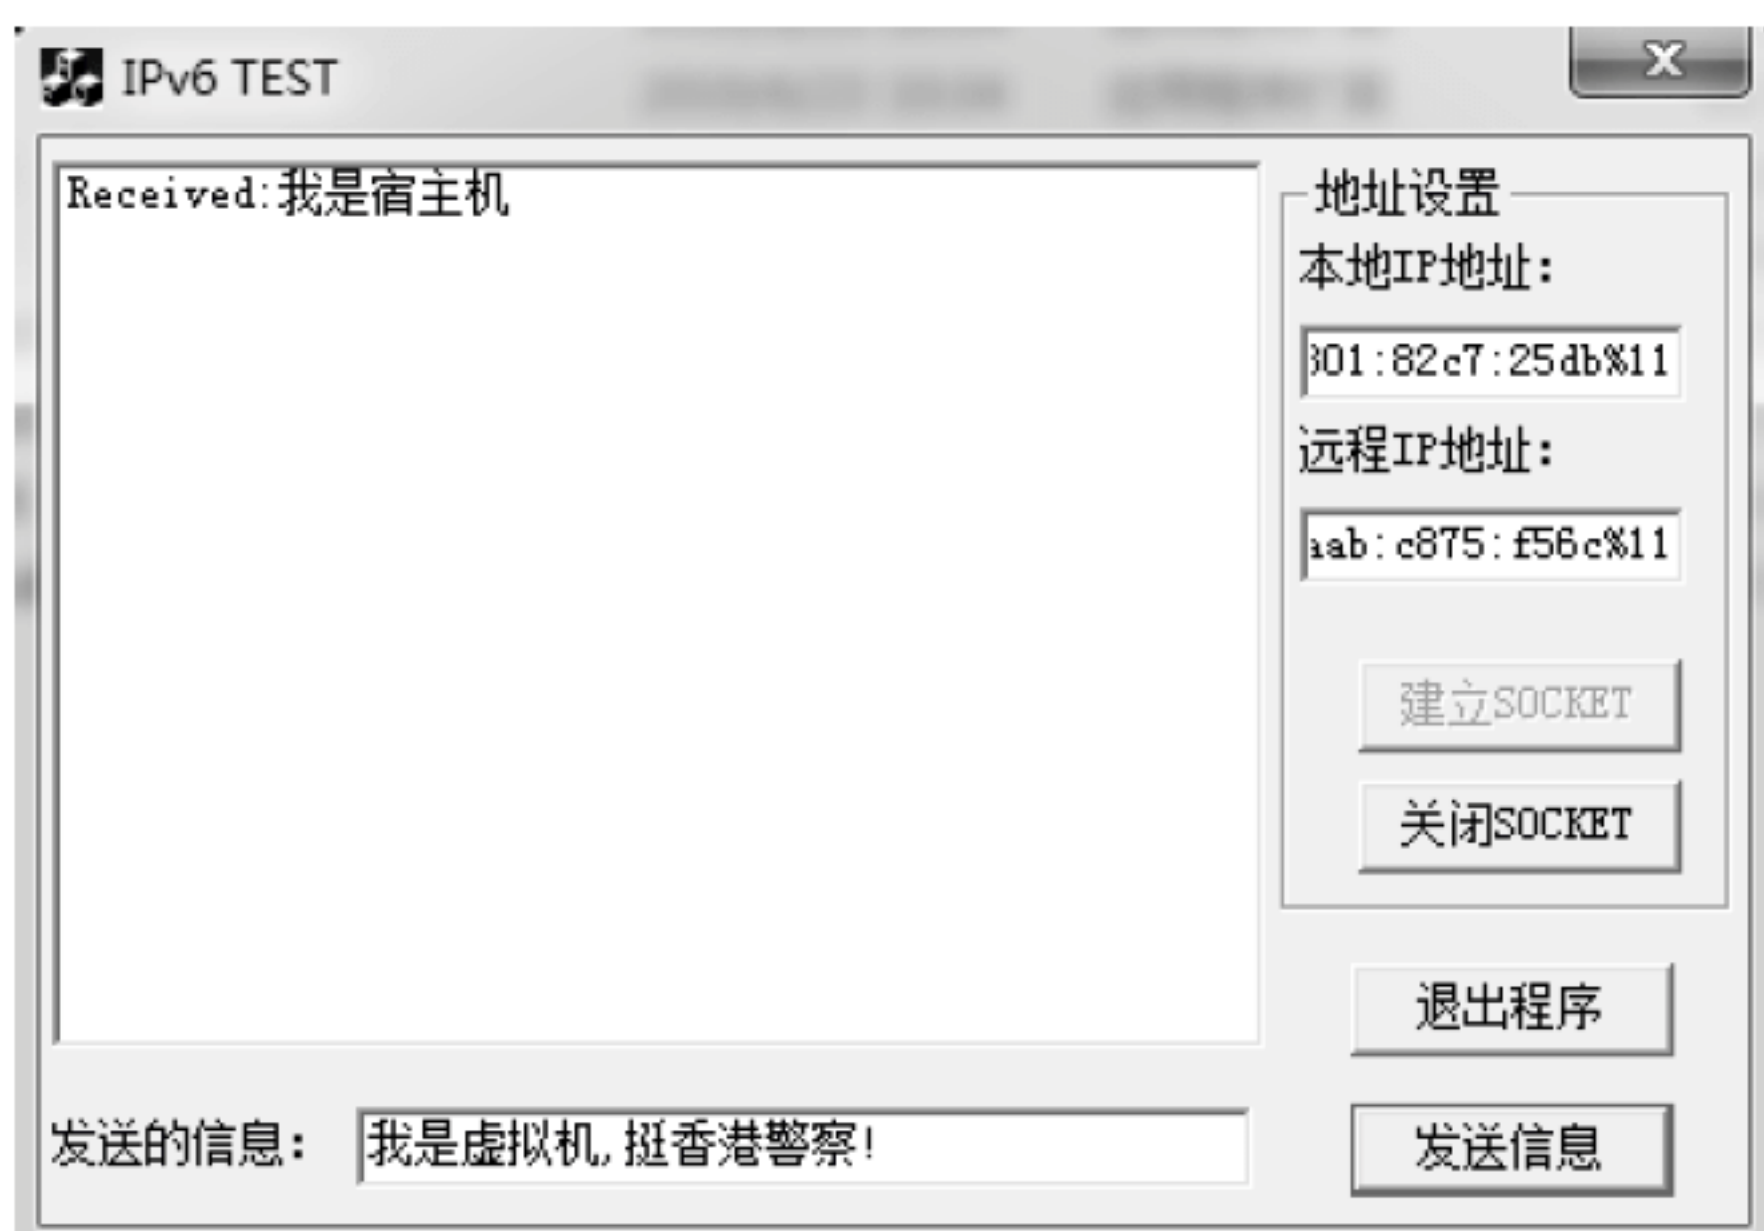 IPv6 TEST
Received:我是宿主机
地址设置
本地IP地址：
301:82c7:25db%11
远程IP地址：
aab:c875:f56c%11
建立SOCKET
关闭SOCKET
退出程序
发送的信息：
我是虚拟机,挺香港警察!
发送信息